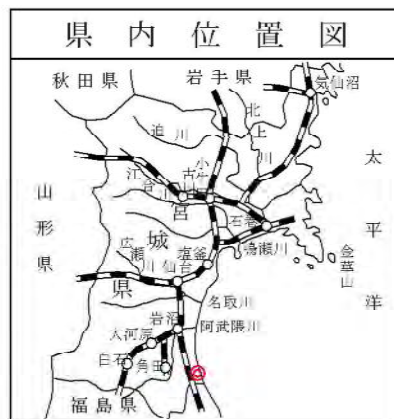 県内位置図
秋田県
岩手県
気仙沼
北上川
迫川
江合川
古川
小牛田
太平洋
宮城県
石巻
鳴瀬川
金華山
山形県
広瀬川
塩釜
仙台
名取川
岩沼
阿武隈川
大河原
白石
角田
福島県